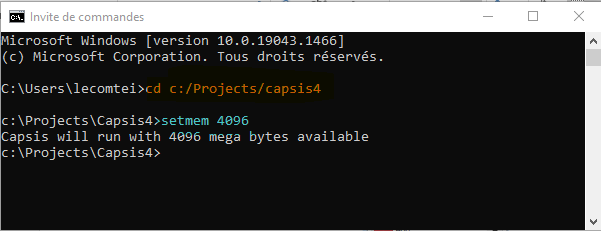 Invite de commandes
Microsoft Windows [version 10.0.19043.1466]
(c) Microsoft Corporation. Tous droits réservés.
C:\Users\lecomtei>cd c:/Projects/capsis4
c:\Projects\Capsis4>setmem 4096
Capsis will run with 4096 mega bytes available
c:\Projects\Capsis4>